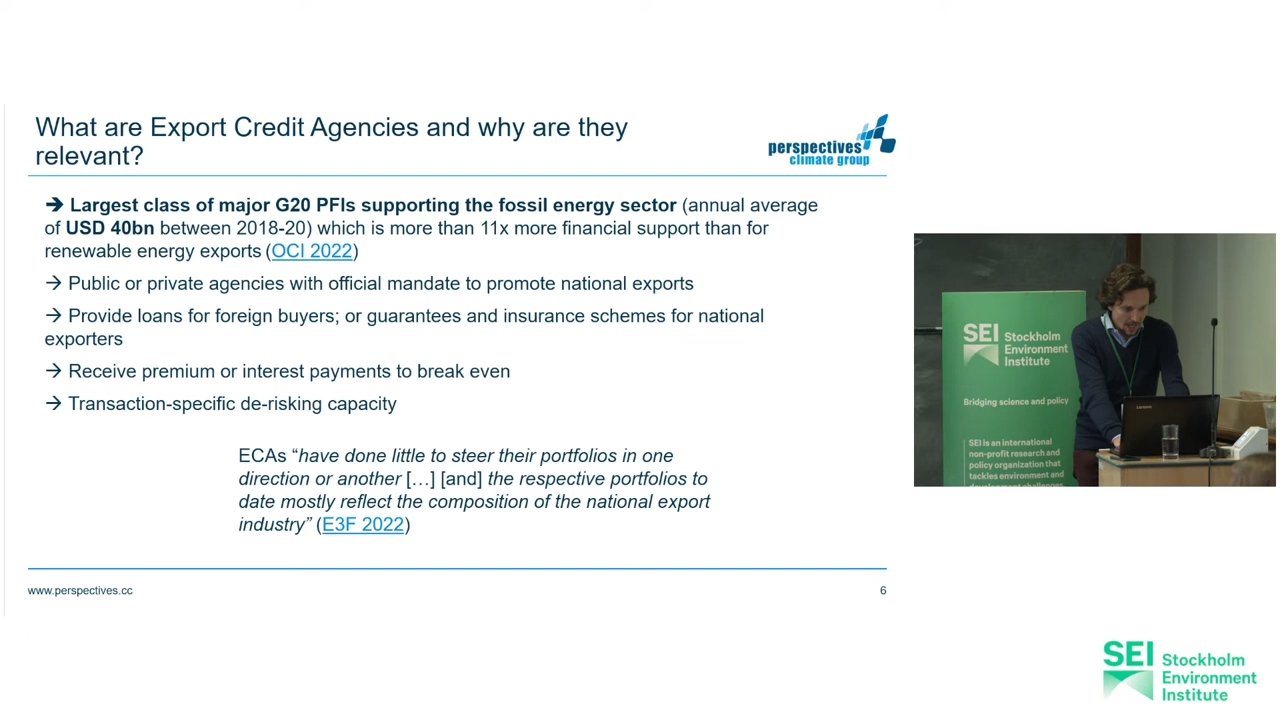 What are Export Credit Agencies and why are they
relevant?
perspectives
climate group
➔ Largest class of major G20 PFIs supporting the fossil energy sector (annual average
of USD 40bn between 2018-20) which is more than 11x more financial support than for
renewable energy exports (OCI 2022)
→ Public or private agencies with official mandate to promote national exports
→ Provide loans for foreign buyers; or guarantees and insurance schemes for national
exporters
→ Receive premium or interest payments to break even
→ Transaction-specific de-risking capacity
ECAs “have done little to steer their portfolios in one
direction or another […] [and] the respective portfolios to
date mostly reflect the composition of the national export
industry” (E3F 2022)
www.perspectives.cc
6
SEI Stockholm
Environment
Institute
Bridging science and policy
SEI is an international
non-profit research and
policy organization that
tackles environment and
development challenges
Lenovo
SEI Stockholm
Environment
Institute